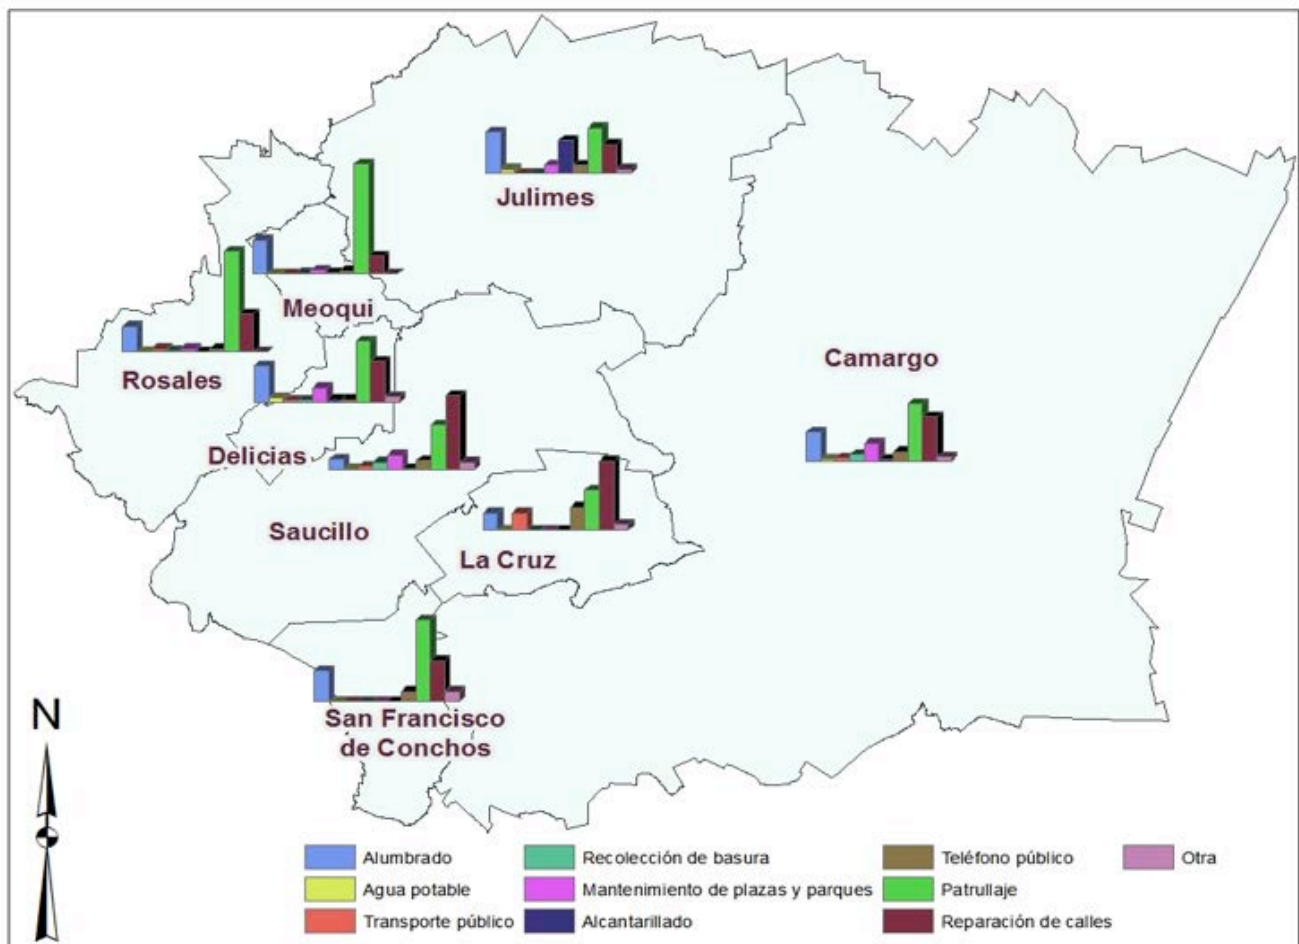 Julimes
Meoqui
Camargo
Rosales
Delicias
Saucillo
La Cruz
San Francisco
de Conchos
N
Alumbrado
Agua potable
Transporte público
Recolección de basura
Mantenimiento de plazas y parques
Alcantarillado
Teléfono público
Patrullaje
Reparación de calles
Otra